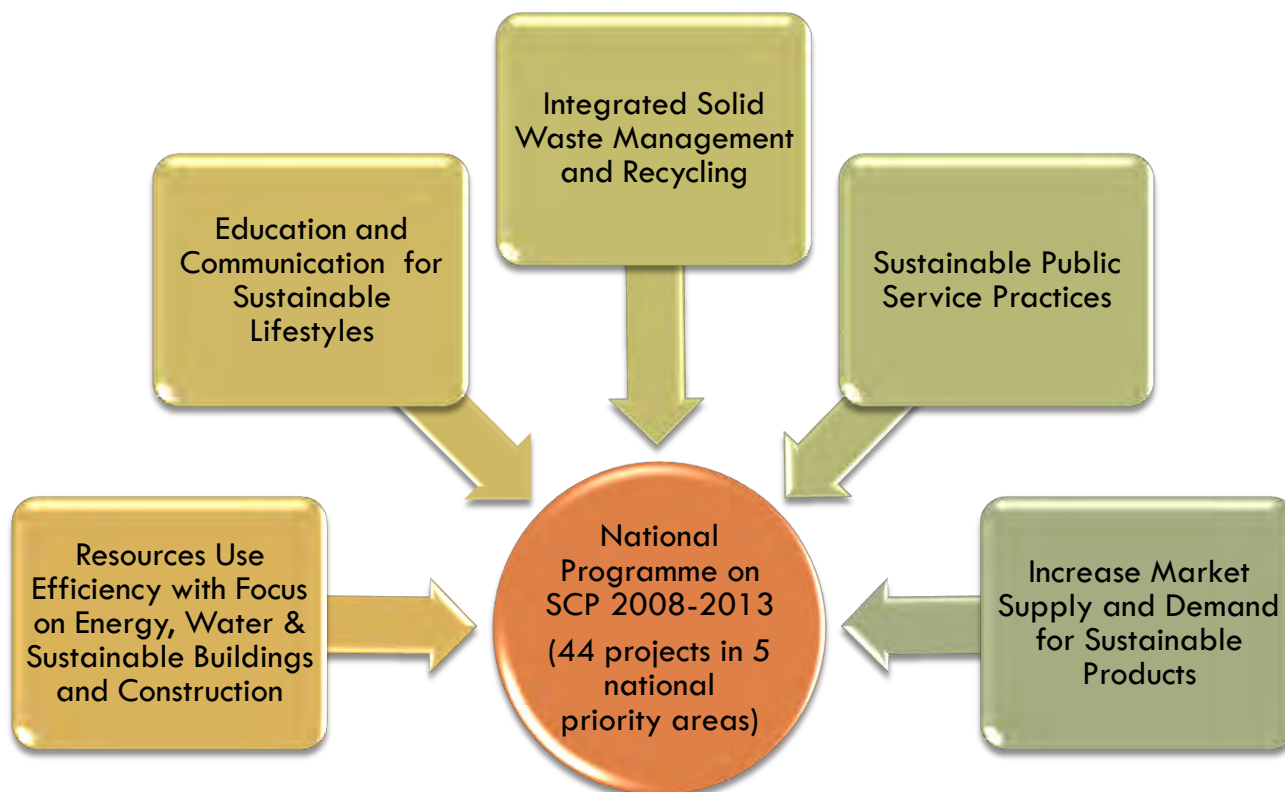 Integrated Solid
Waste Management
and Recycling
Education and
Communication for
Sustainable
Lifestyles
Sustainable Public
Service Practices
Resources Use
Efficiency with Focus
on Energy, Water &
Sustainable Buildings
and Construction
National
Programme on
SCP 2008-2013
(44 projects in 5
national
priority areas)
Increase Market
Supply and Demand
for Sustainable
Products